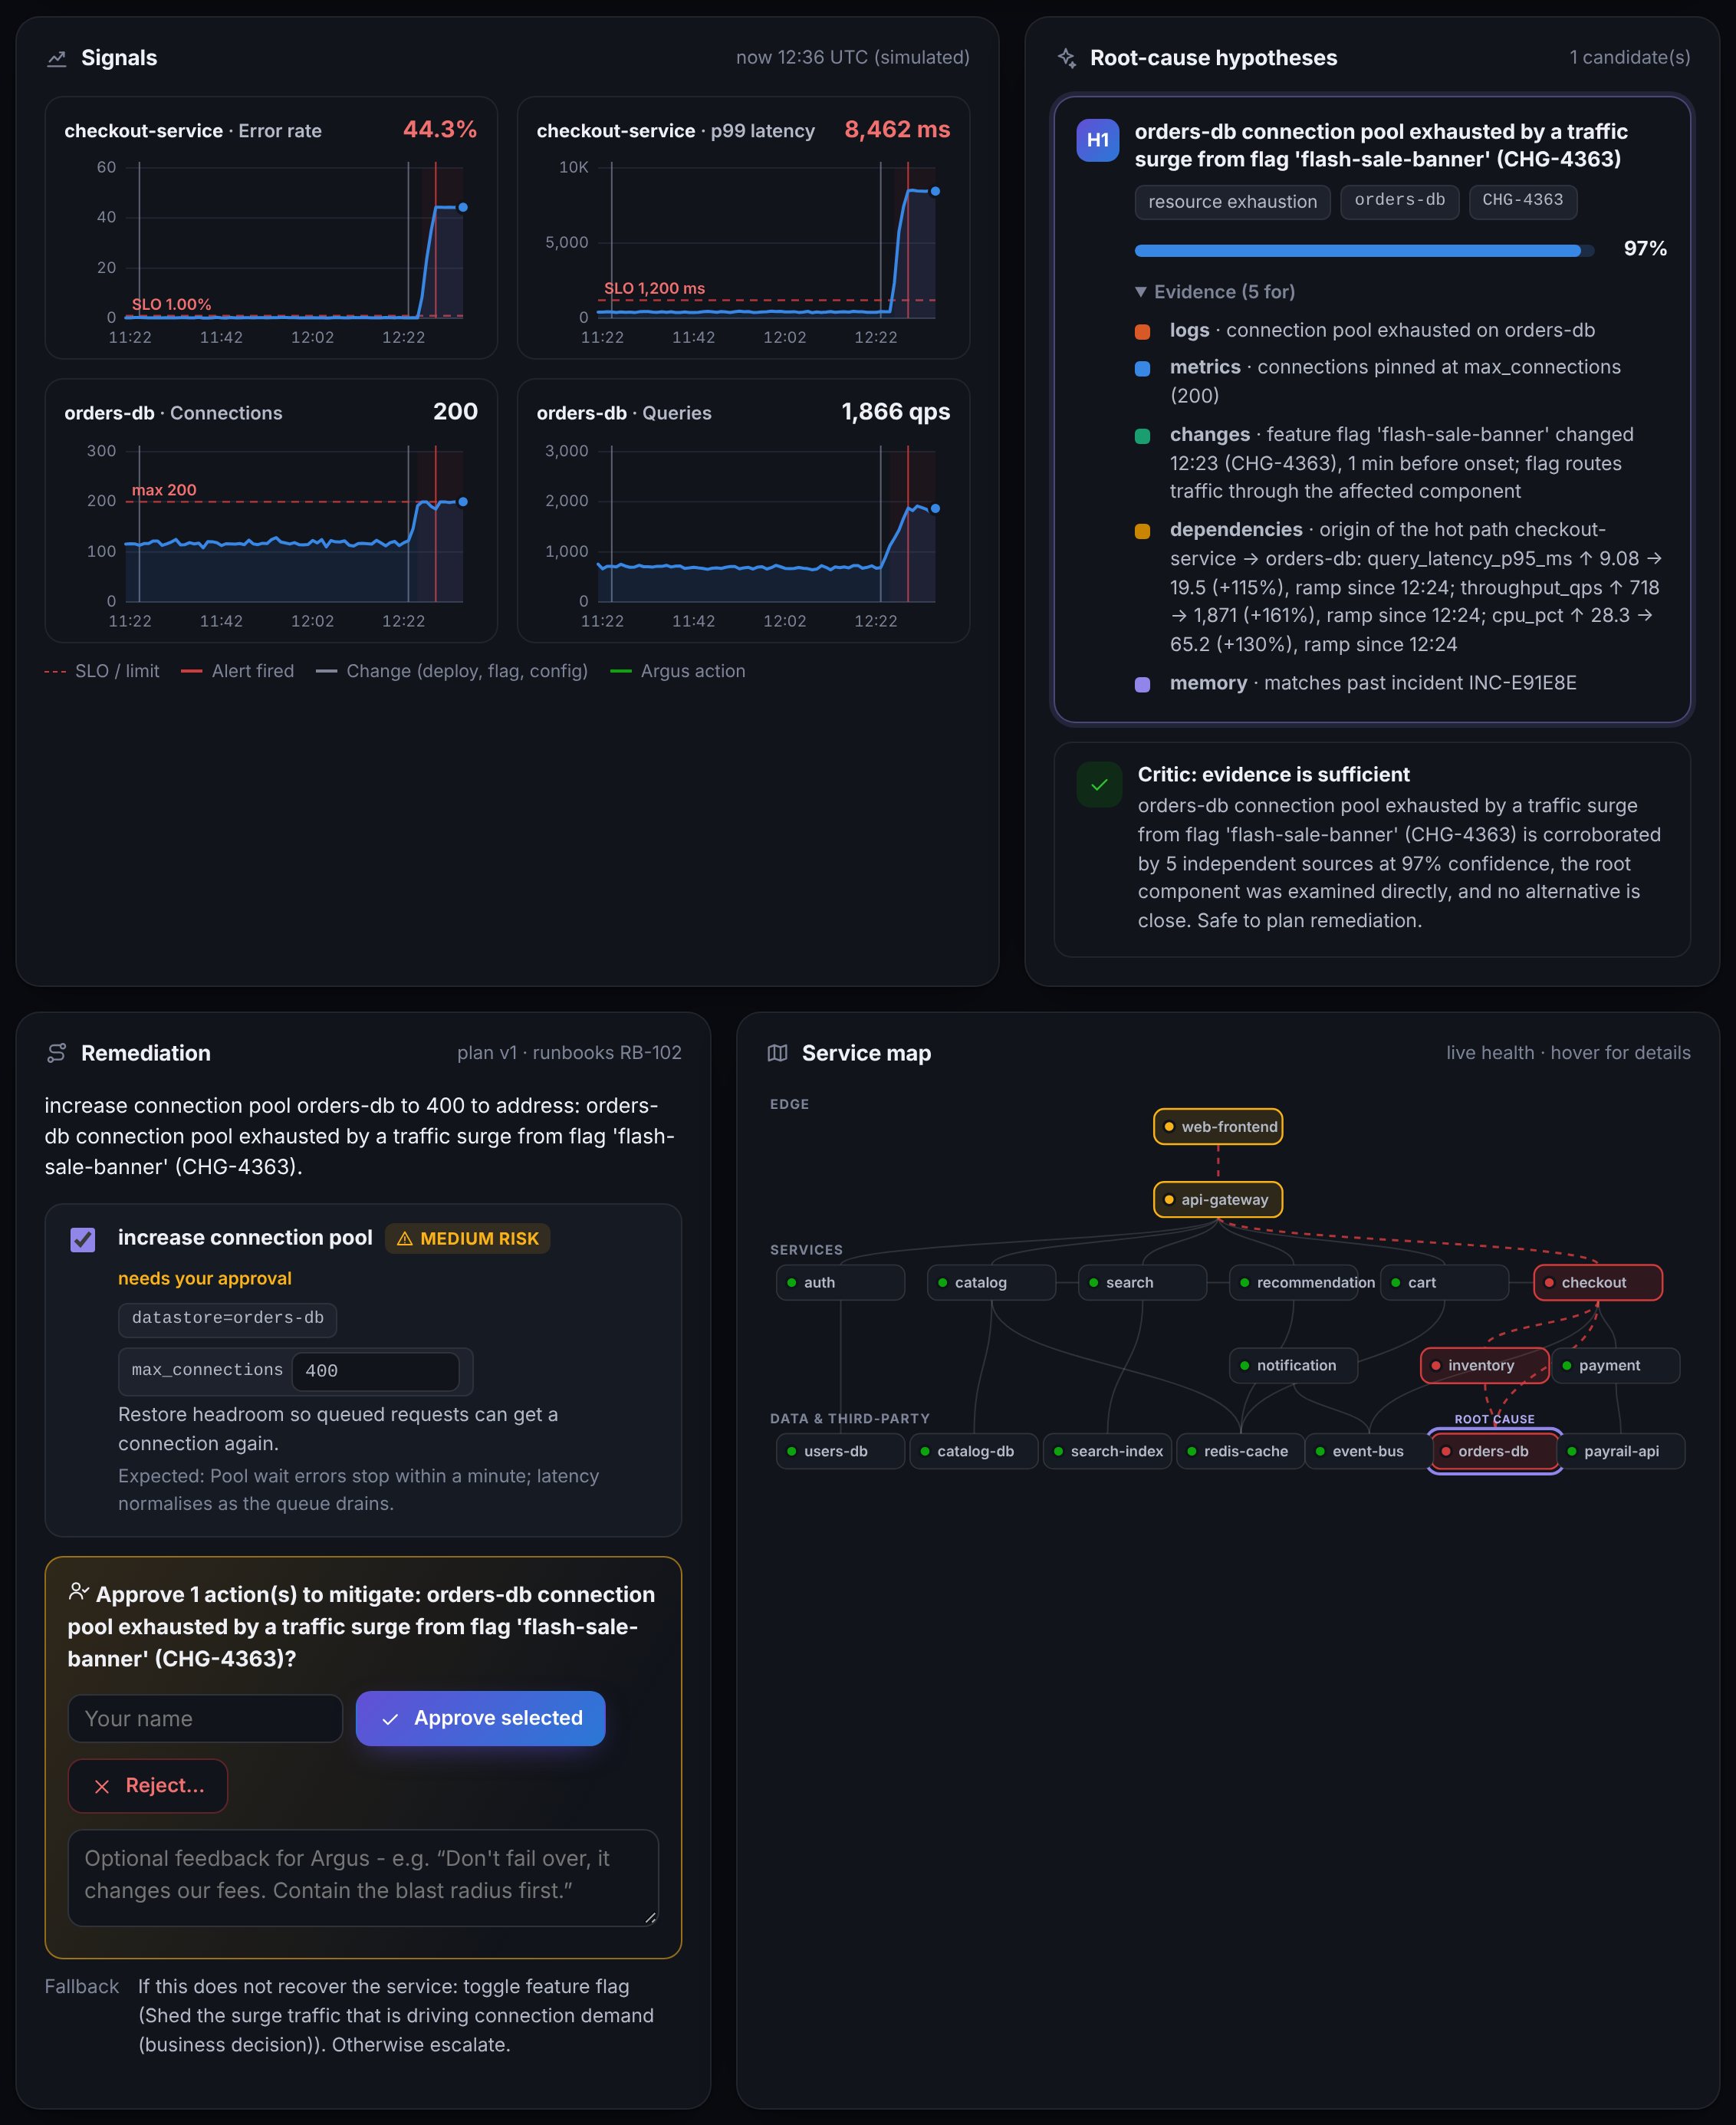 Signals
now 12:36 UTC (simulated)
checkout-service · Error rate
44.3%
60
40
20
0
SLO 1.00%
11:22
11:42
12:02
12:22
checkout-service · p99 latency
8,462 ms
10K
5,000
0
SLO 1,200 ms
11:22
11:42
12:02
12:22
orders-db · Connections
200
300
200
100
0
max 200
11:22
11:42
12:02
12:22
orders-db · Queries
1,866 qps
3,000
2,000
1,000
0
11:22
11:42
12:02
12:22
SLO / limit
Alert fired
Change (deploy, flag, config)
Argus action
Root-cause hypotheses
1 candidate(s)
H1
orders-db connection pool exhausted by a traffic
surge from flag 'flash-sale-banner' (CHG-4363)
resource exhaustion
orders-db
CHG-4363
97%
▼ Evidence (5 for)
logs · connection pool exhausted on orders-db
metrics · connections pinned at max_connections
(200)
changes · feature flag 'flash-sale-banner' changed
12:23 (CHG-4363), 1 min before onset; flag routes
traffic through the affected component
dependencies · origin of the hot path checkout-
service → orders-db: query_latency_p95_ms ↑ 9.08 →
19.5 (+115%), ramp since 12:24; throughput_qps ↑ 718
→ 1,871 (+161%), ramp since 12:24; cpu_pct ↑ 28.3 →
65.2 (+130%), ramp since 12:24
memory · matches past incident INC-E91E8E
Critic: evidence is sufficient
orders-db connection pool exhausted by a traffic surge
from flag 'flash-sale-banner' (CHG-4363) is corroborated
by 5 independent sources at 97% confidence, the root
component was examined directly, and no alternative is
close. Safe to plan remediation.
Remediation
plan v1 · runbooks RB-102
increase connection pool orders-db to 400 to address: orders-
db connection pool exhausted by a traffic surge from flag 'flash-
sale-banner' (CHG-4363).
increase connection pool
MEDIUM RISK
needs your approval
datastore=orders-db
max_connections
400
Restore headroom so queued requests can get a
connection again.
Expected: Pool wait errors stop within a minute; latency
normalises as the queue drains.
Approve 1 action(s) to mitigate: orders-db connection
pool exhausted by a traffic surge from flag 'flash-sale-
banner' (CHG-4363)?
Your name
Approve selected
Reject...
Optional feedback for Argus - e.g. “Don't fail over, it
changes our fees. Contain the blast radius first.”
Fallback
If this does not recover the service: toggle feature flag
(Shed the surge traffic that is driving connection demand
(business decision)). Otherwise escalate.
Service map
live health · hover for details
EDGE
web-frontend
api-gateway
SERVICES
auth
catalog
search
recommendation
cart
checkout
notification
inventory
payment
DATA & THIRD-PARTY
ROOT CAUSE
users-db
catalog-db
search-index
redis-cache
event-bus
orders-db
payrail-api